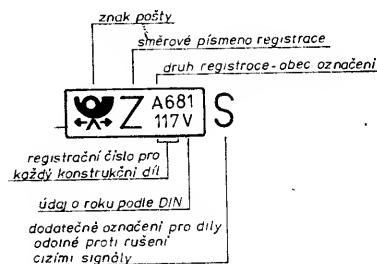 znak pošty
směrové písmeno registrace
druh registroce - obec označení
Z A681 S
117V
registrační číslo pro
každý konstrukční díl
údaj o roku podle DIN
dodatečné označení pro díly
odolné proti rušení
cizími signály